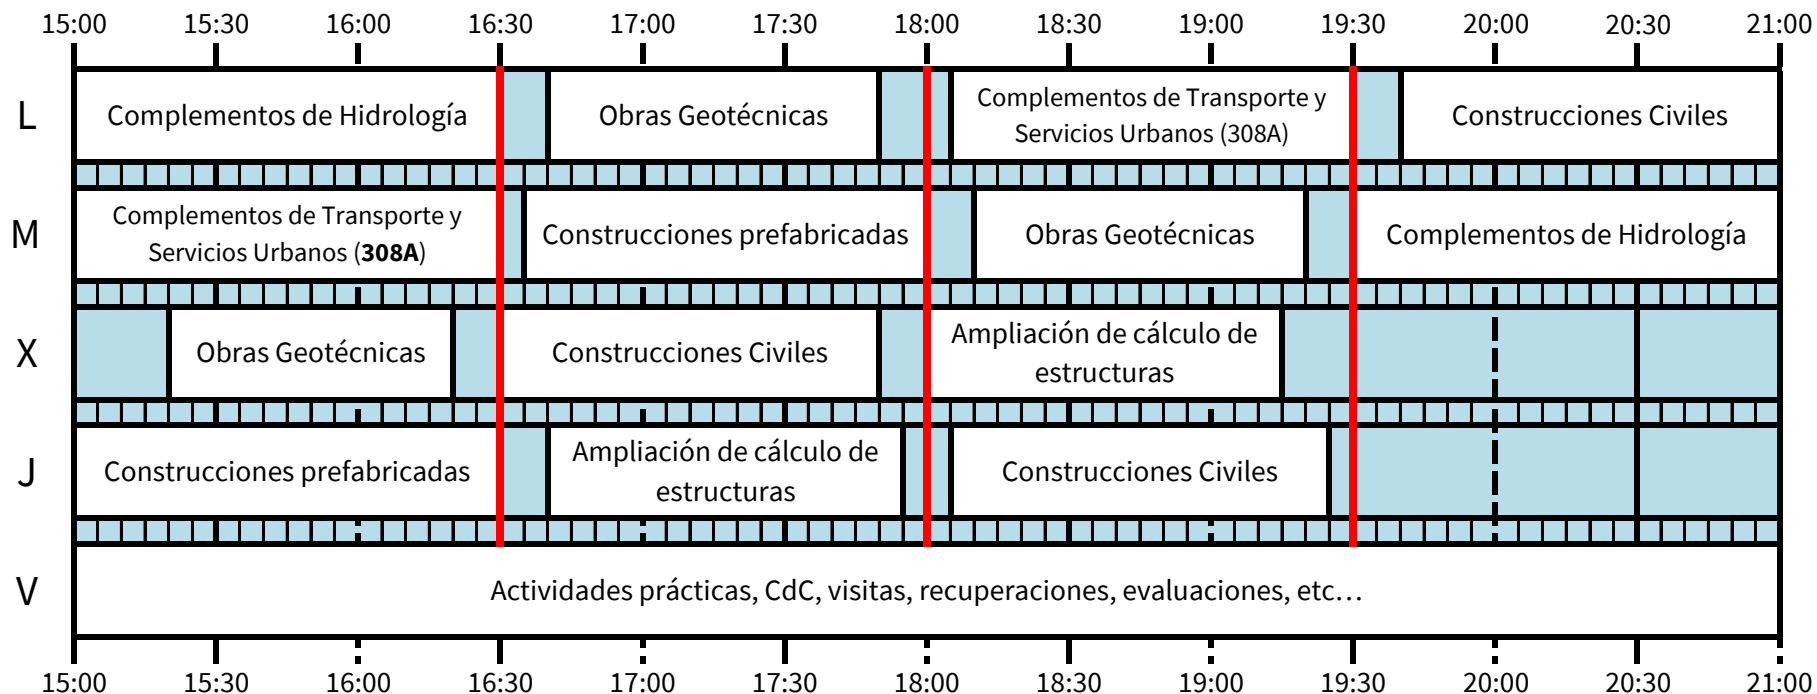 15:00 15:30 16:00 16:30 17:00 17:30 18:00 18:30 19:00 19:30 20:00 20:30 21:00
L
Complementos de Hidrología
Obras Geotécnicas
Complementos de Transporte y
Servicios Urbanos (308A)
Construcciones Civiles
M
Complementos de Transporte y
Servicios Urbanos (308A)
Construcciones prefabricadas
Obras Geotécnicas
Complementos de Hidrología
X
Obras Geotécnicas
Construcciones Civiles
Ampliación de cálculo de
estructuras
J
Construcciones prefabricadas
Ampliación de cálculo de
estructuras
Construcciones Civiles
V
Actividades prácticas, CdC, visitas, recuperaciones, evaluaciones, etc…
15:00 15:30 16:00 16:30 17:00 17:30 18:00 18:30 19:00 19:30 20:00 20:30 21:00